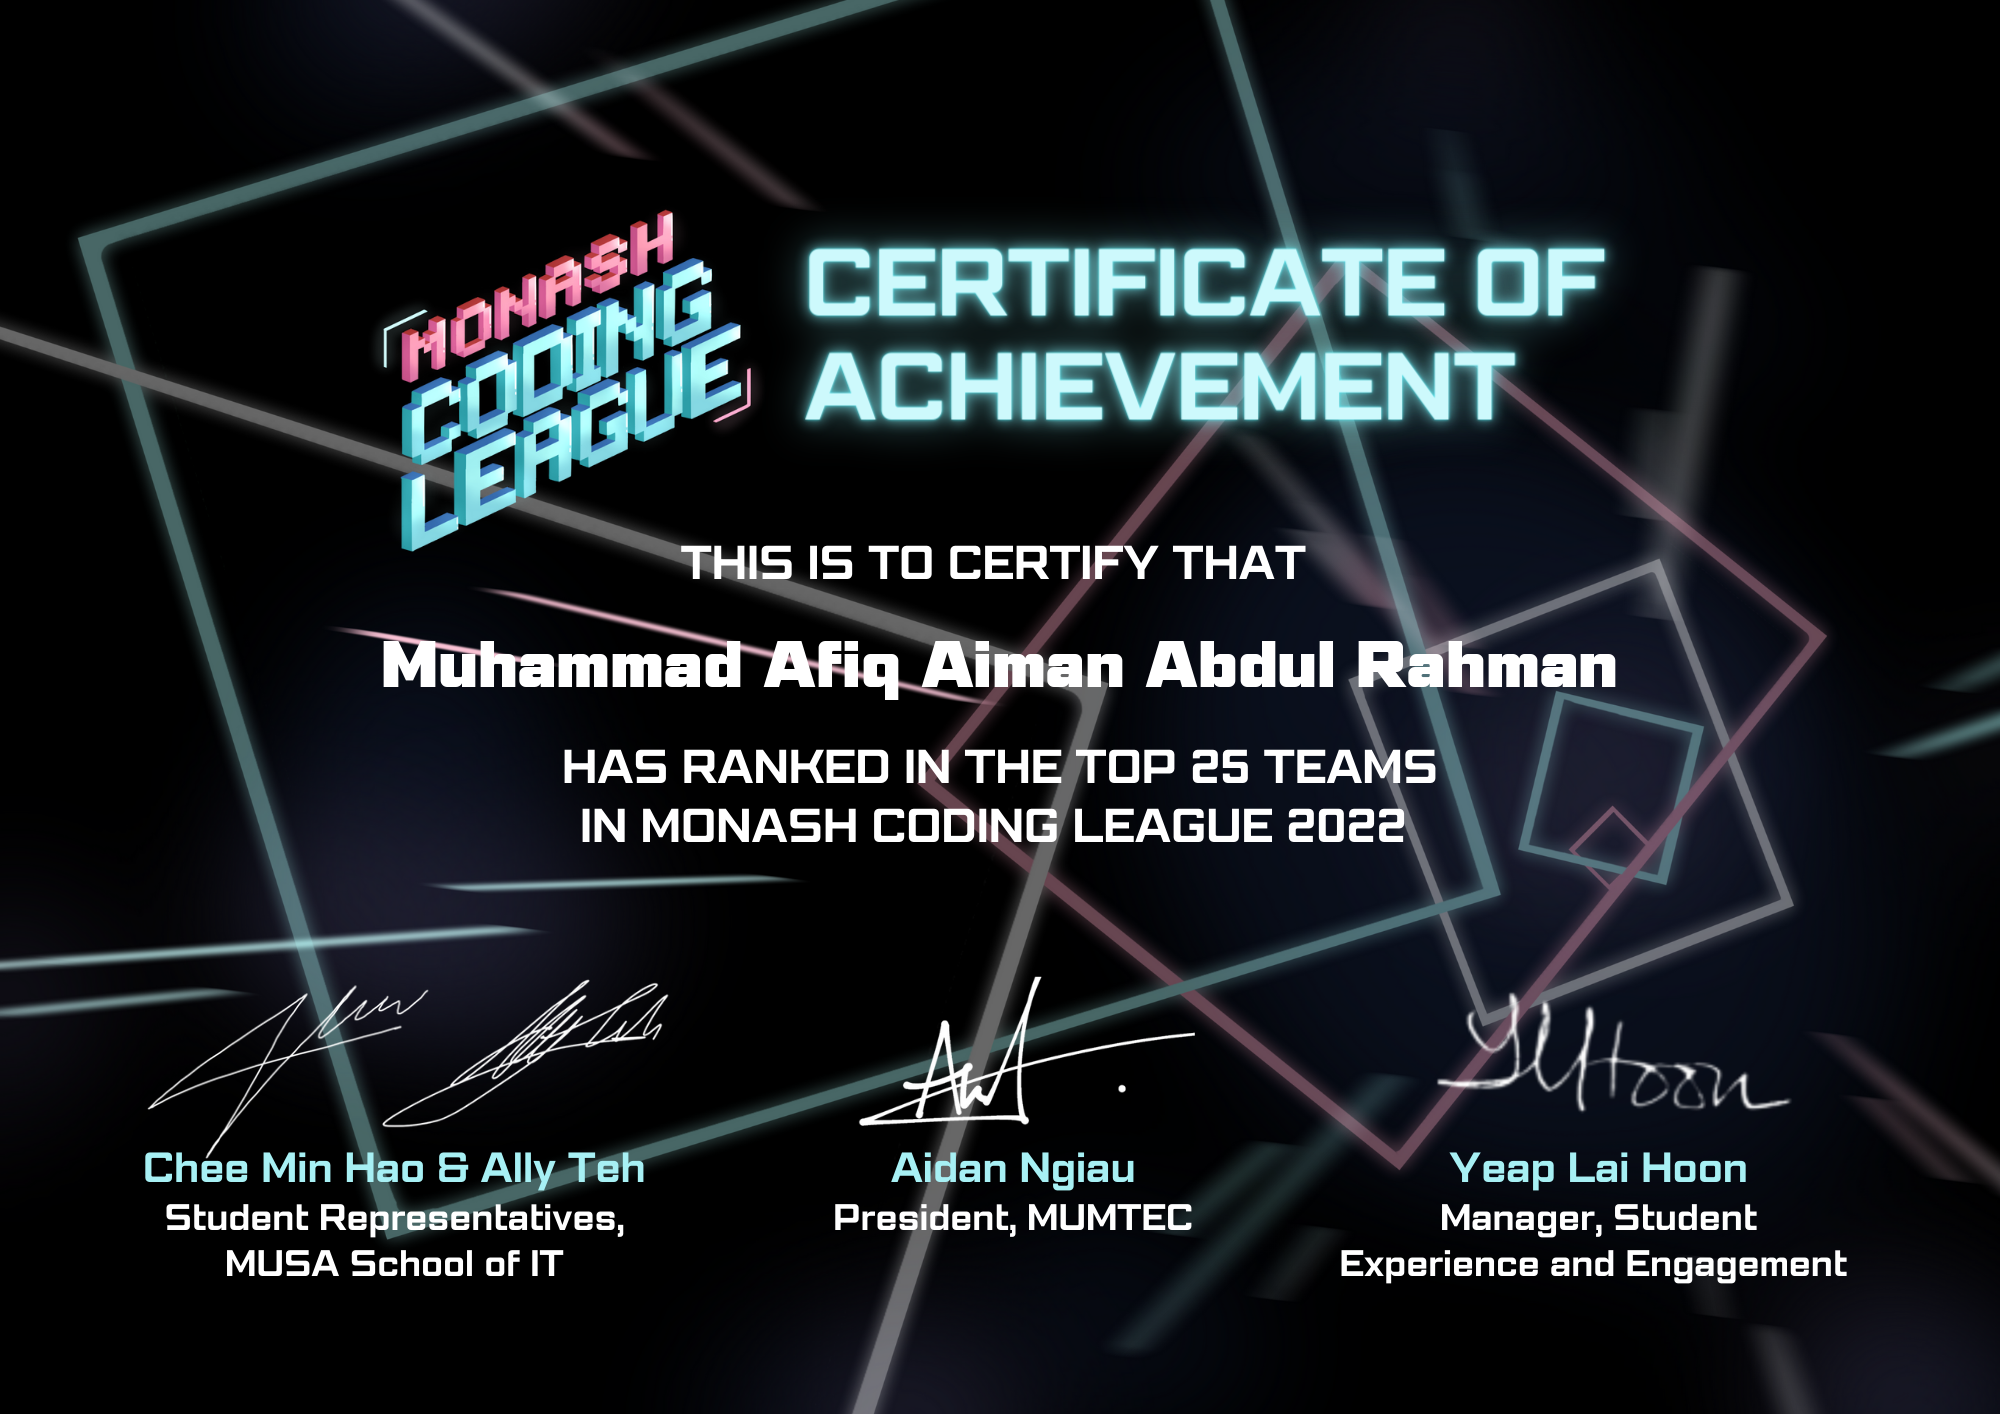 MONASH
CODING
LEAGUE
CERTIFICATE OF
ACHIEVEMENT
THIS IS TO CERTIFY THAT
Muhammad Afiq Aiman Abdul Rahman
HAS RANKED IN THE TOP 25 TEAMS
IN MONASH CODING LEAGUE 2022
Chee Min Hao & Ally Teh
Student Representatives,
MUSA School of IT
Aidan Ngiau
President, MUMTEC
Yeap Lai Hoon
Manager, Student
Experience and Engagement